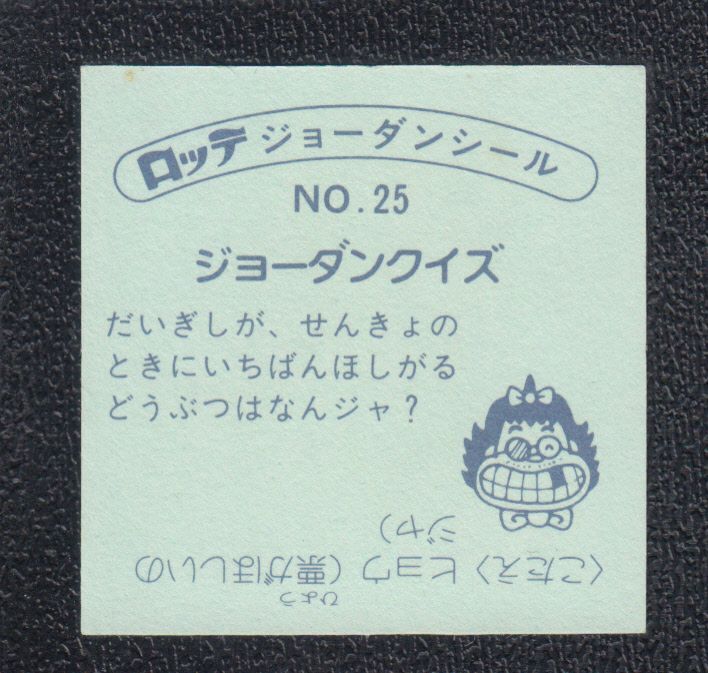 ロッテ ジョーダンシール
NO.25
ジョーダンクイズ
だいぎしが、せんきょの
ときにいちばんほしがる
どうぶつはなんジャ？
〈こたえ〉ヒョウ（票がほしいの
ひょう
ジャ）